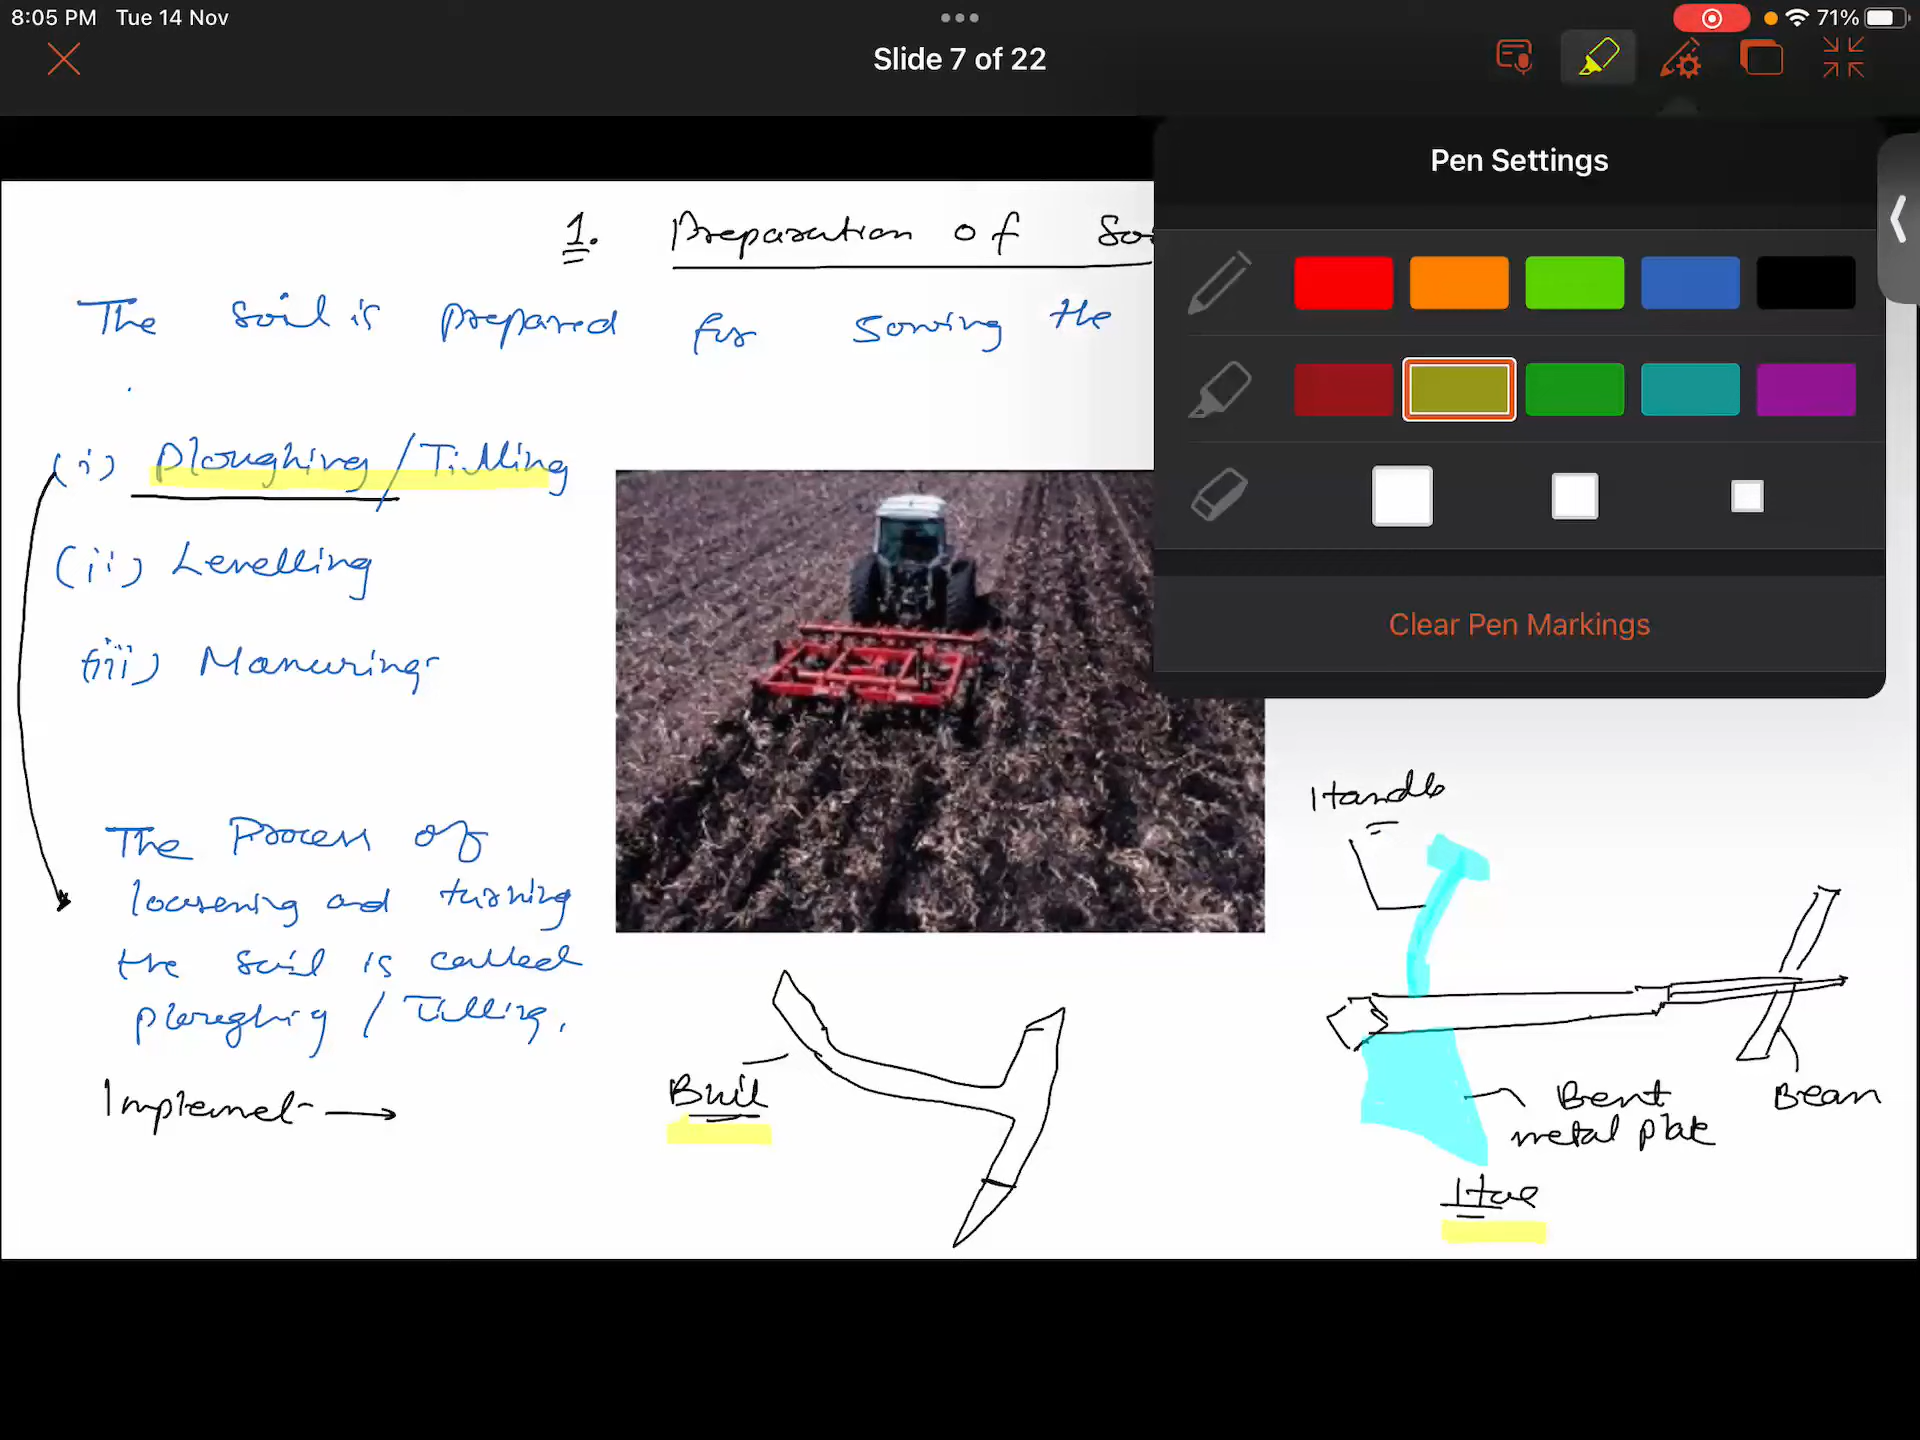 8:05 PM Tue 14 Nov
71%
Slide 7 of 22
Pen Settings
Clear Pen Markings
1. Preparation of Soi
The soil is prepared for sowing the
(i) Ploughing / Tilling
(ii) Levelling
(iii) Manuring
The Process of
loosening and turning
the soil is called
ploughing / Tilling.
Implemet →
Handle
Bent
metal plate
Beam
Hoe